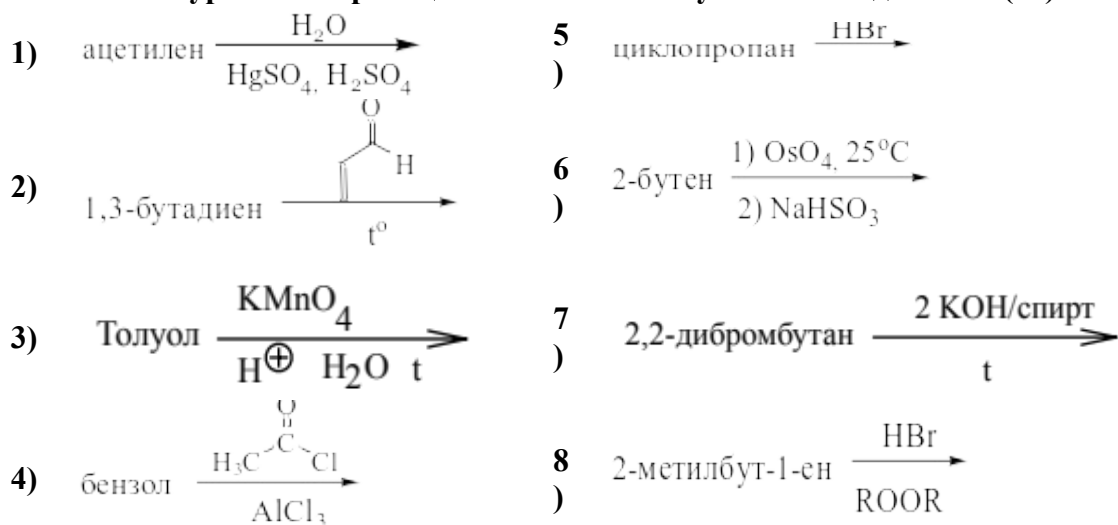 1) ацетилен H₂O HgSO₄, H₂SO₄
5) циклопропан HBr
2) 1,3-бутадиен O H t°
6) 2-бутен 1) OsO₄, 25°C 2) NaHSO₃
3) Толуол KMnO₄ H⊕ H₂O t
7) 2,2-дибромбутан 2 KOH/спирт t
4) бензол O H₃C C Cl AlCl₃
8) 2-метилбут-1-ен HBr ROOR